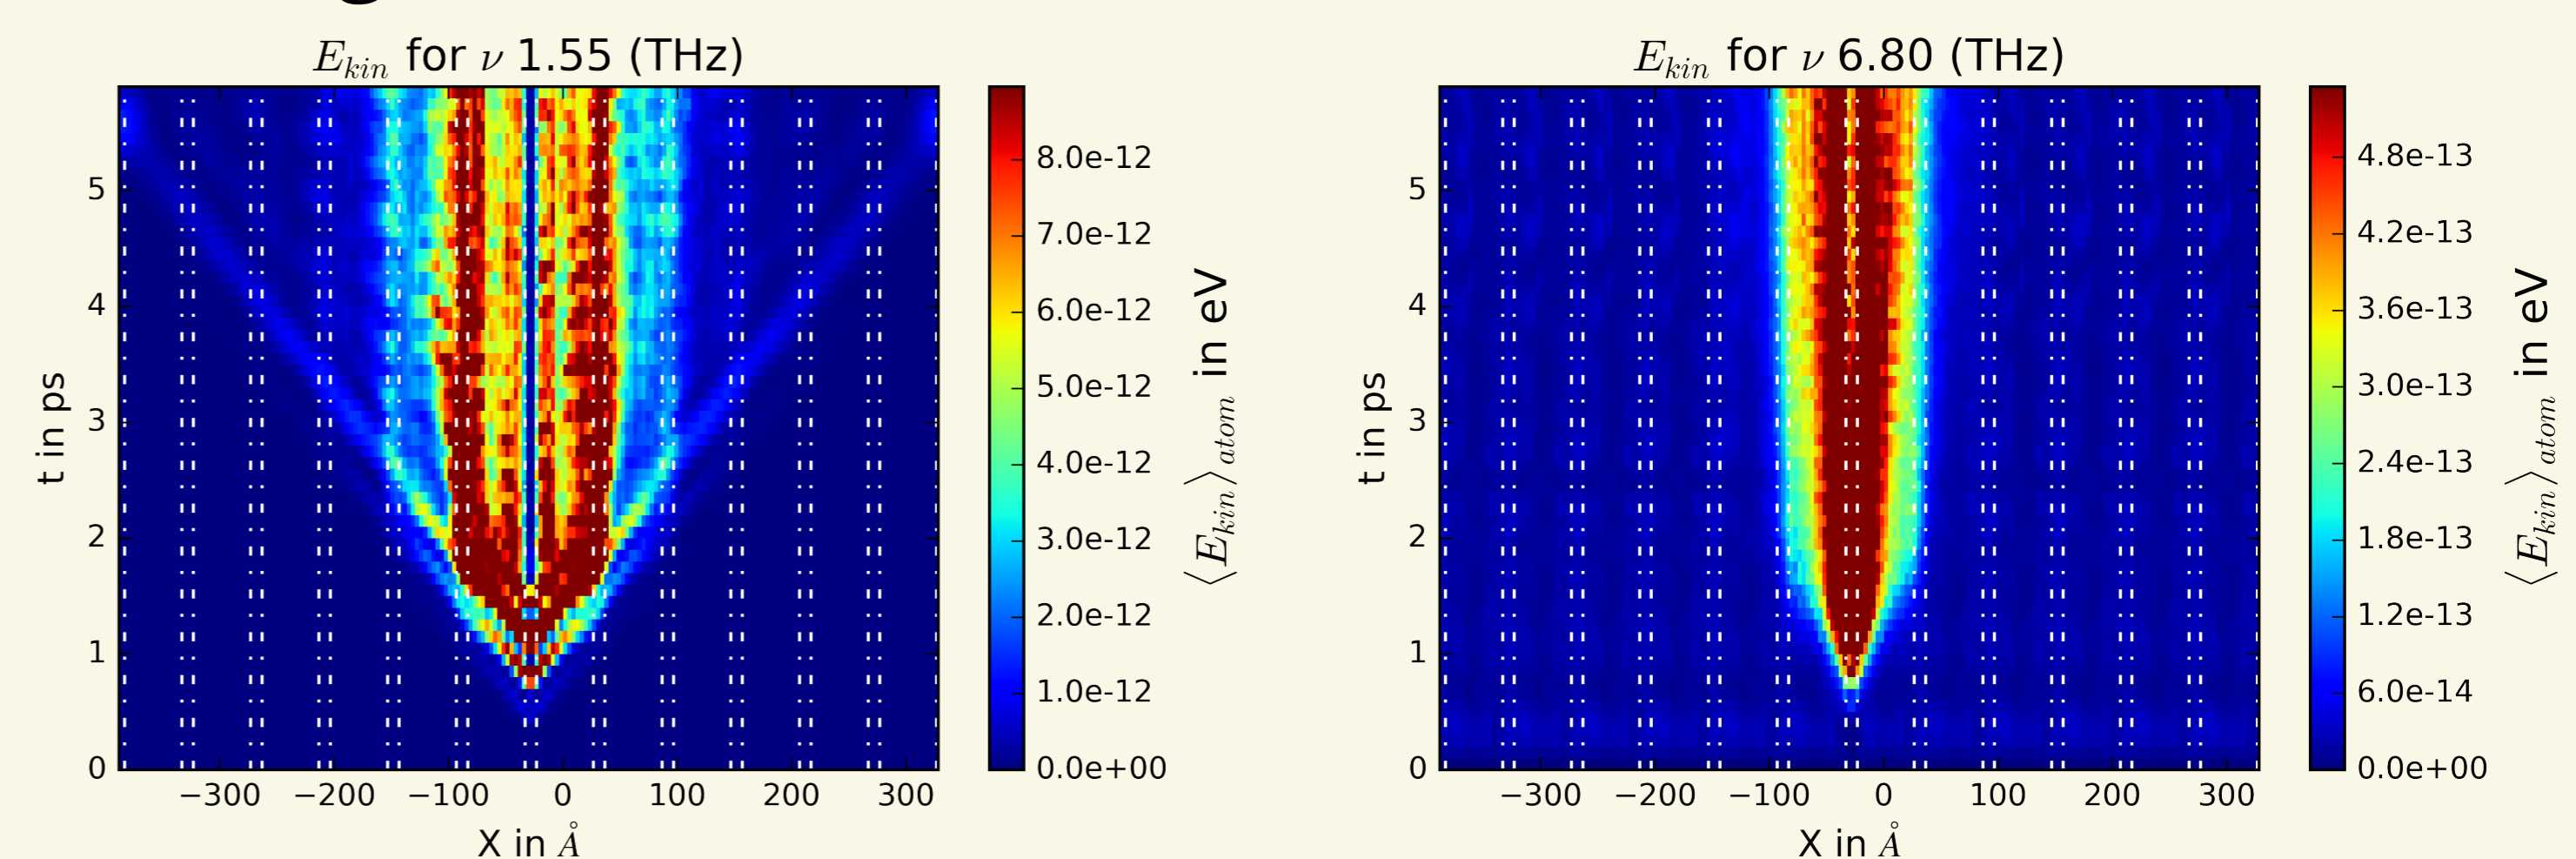 E_kin for ν 1.55 (THz)
t in ps
5
4
3
2
1
0
−300 −200 −100 0 100 200 300
X in Å
8.0e-12
7.0e-12
6.0e-12
5.0e-12
4.0e-12
3.0e-12
2.0e-12
1.0e-12
0.0e+00
⟨E_kin⟩_atom in eV
E_kin for ν 6.80 (THz)
t in ps
5
4
3
2
1
0
−300 −200 −100 0 100 200 300
X in Å
4.8e-13
4.2e-13
3.6e-13
3.0e-13
2.4e-13
1.8e-13
1.2e-13
6.0e-14
0.0e+00
⟨E_kin⟩_atom in eV